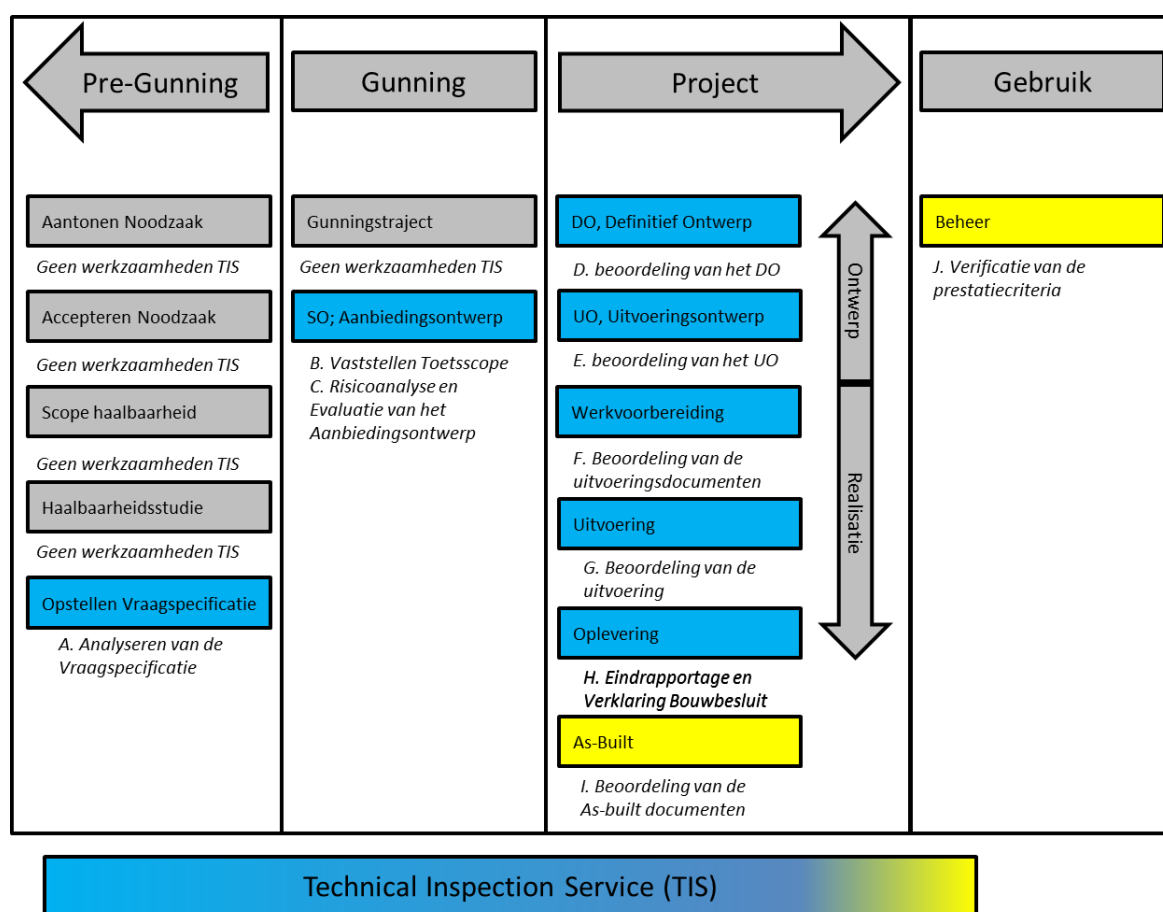 Pre-Gunning
Aantonen Noodzaak
Geen werkzaamheden TIS
Accepteren Noodzaak
Geen werkzaamheden TIS
Scope haalbaarheid
Geen werkzaamheden TIS
Haalbaarheidsstudie
Geen werkzaamheden TIS
Opstellen Vraagspecificatie
A. Analyseren van de
Vraagspecificatie
Gunning
Gunningstraject
Geen werkzaamheden TIS
SO; Aanbiedingsontwerp
B. Vaststellen Toetsscope
C. Risicoanalyse en
Evaluatie van het
Aanbiedingsontwerp
Project
DO, Definitief Ontwerp
D. beoordeling van het DO
UO, Uitvoeringsontwerp
E. beoordeling van het UO
Werkvoorbereiding
F. Beoordeling van de
uitvoeringsdocumenten
Uitvoering
G. Beoordeling van de
uitvoering
Oplevering
H. Eindrapportage en
Verklaring Bouwbesluit
As-Built
I. Beoordeling van de
As-built documenten
Ontwerp
Realisatie
Gebruik
Beheer
J. Verificatie van de
prestatiecriteria
Technical Inspection Service (TIS)